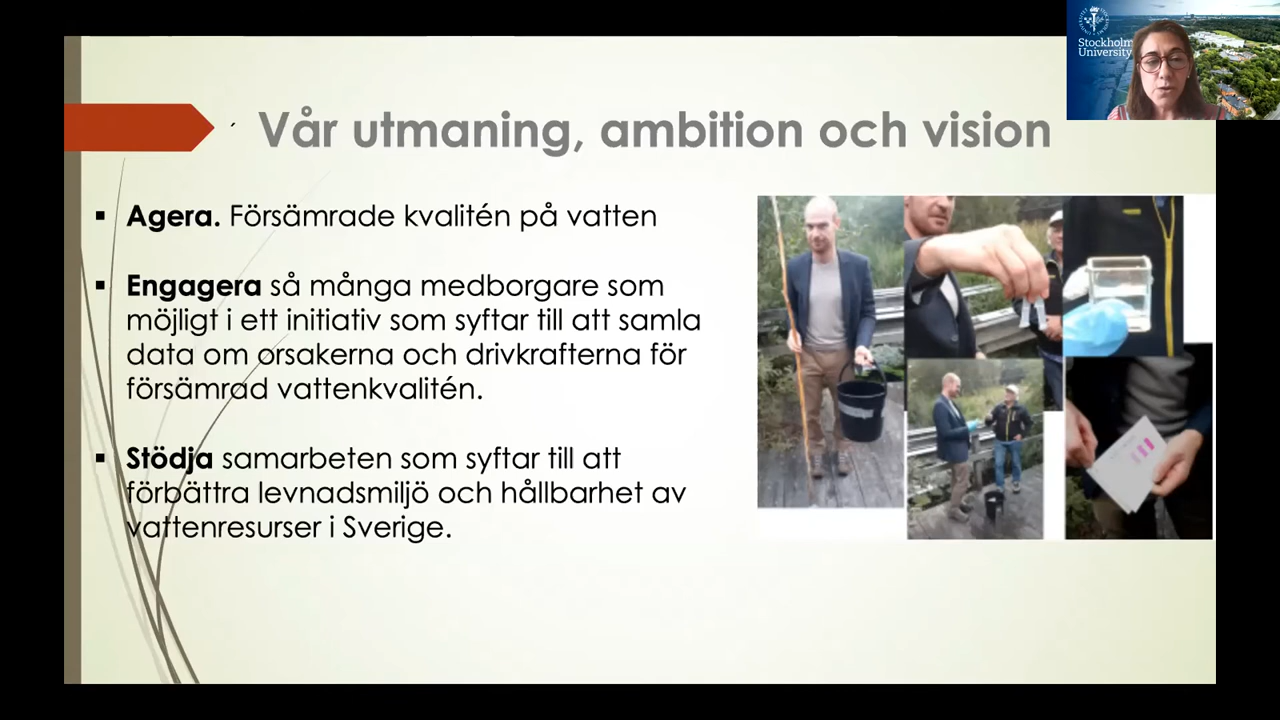 Stockholm
University
Vår utmaning, ambition och vision
▪ Agera. Försämrade kvalitén på vatten
▪ Engagera så många medborgare som
möjligt i ett initiativ som syftar till att samla
data om orsakerna och drivkrafterna för
försämrad vattenkvalitén.
▪ Stödja samarbeten som syftar till att
förbättra levnadsmiljö och hållbarhet av
vattenresurser i Sverige.